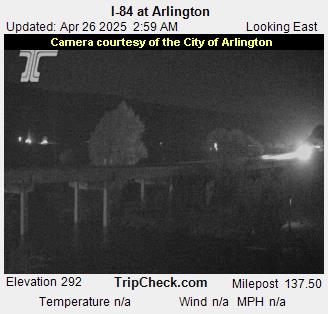 I-84 at Arlington
Updated: Apr 26 2025 2:59 AM Looking East
Camera courtesy of the City of Arlington
Elevation 292 TripCheck.com Milepost 137.50
Temperature n/a Wind n/a MPH n/a